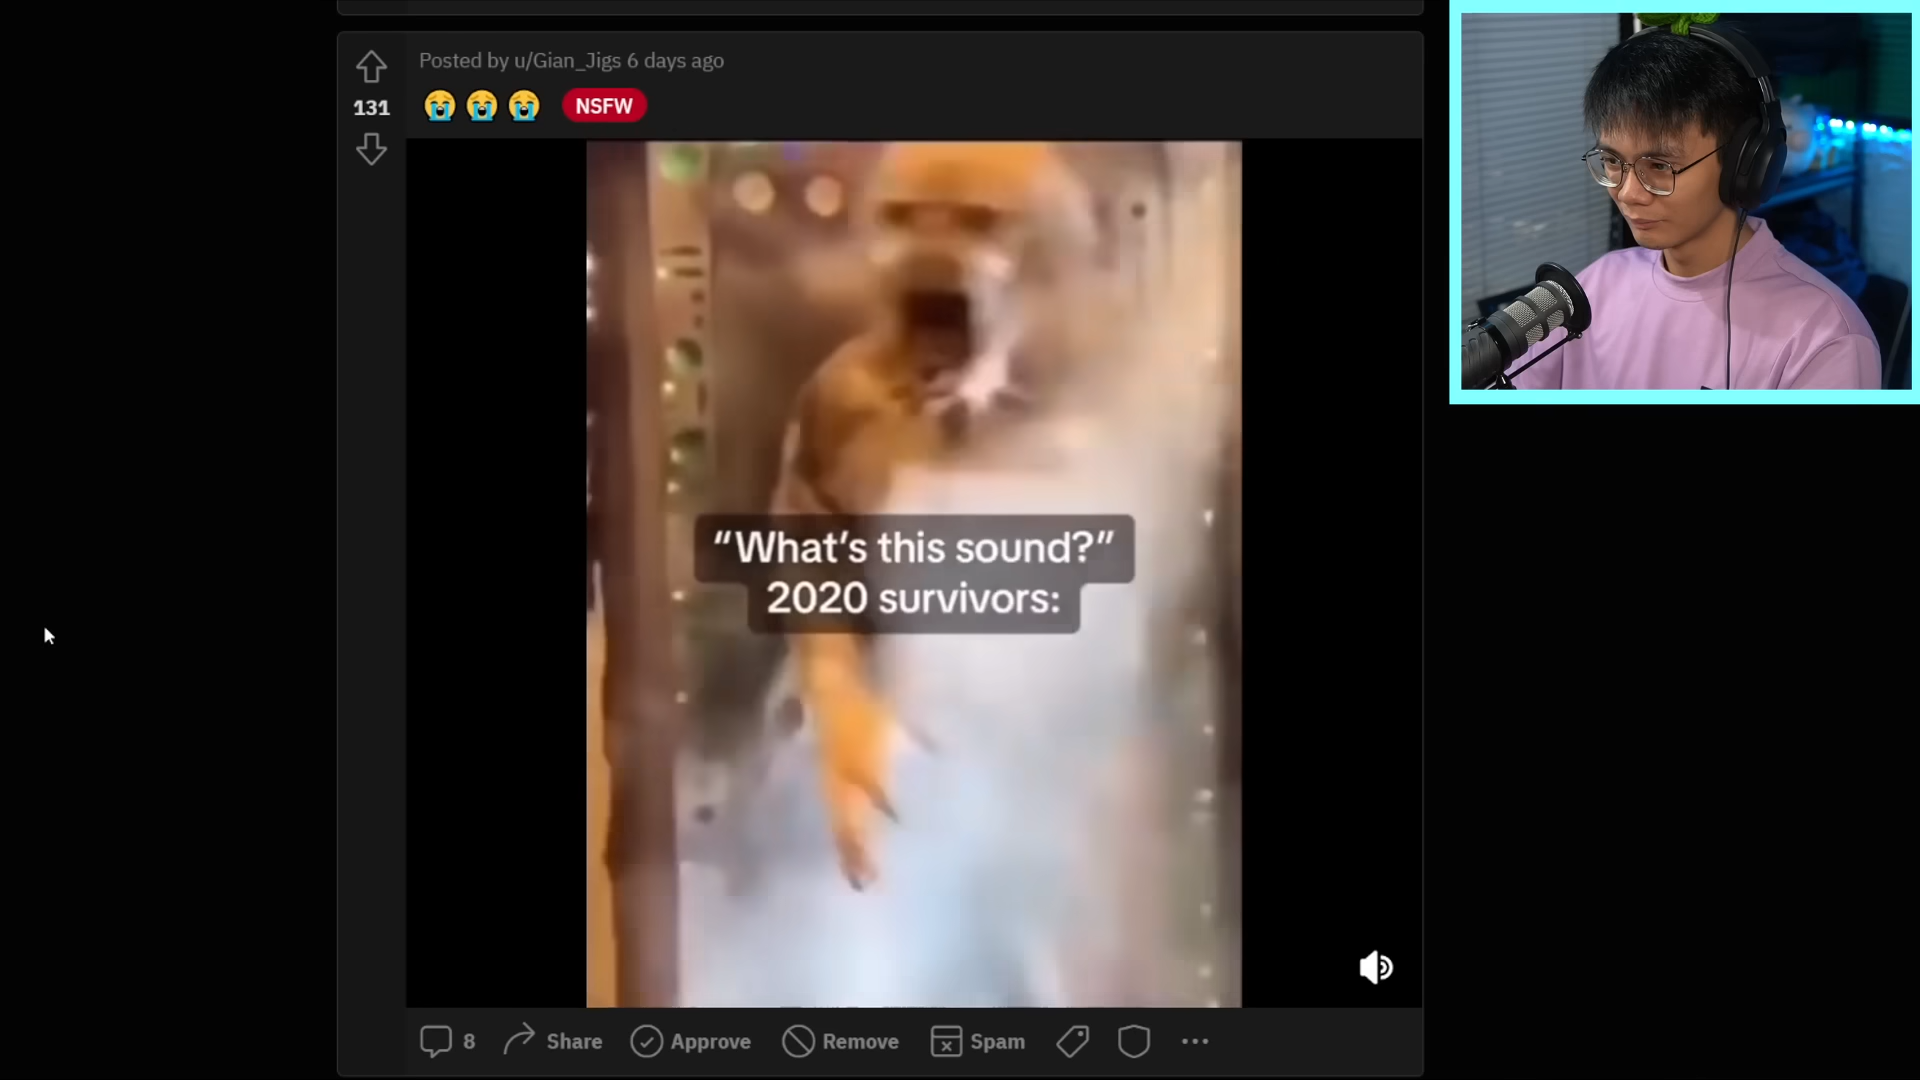 Posted by u/Gian_Jigs 6 days ago
131
😭😭😭 NSFW
“What’s this sound?”
2020 survivors:
8 Share Approve Remove Spam